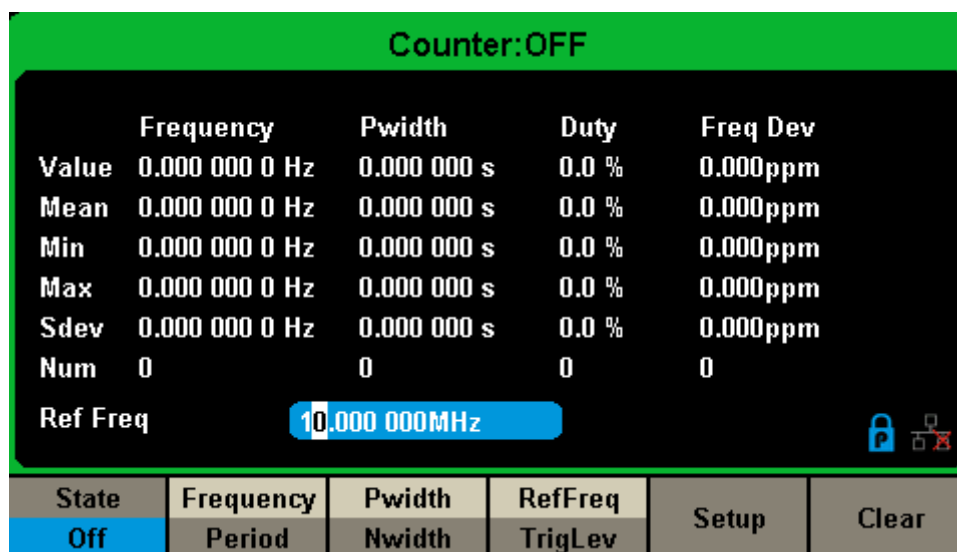 Counter:OFF
Frequency Pwidth Duty Freq Dev
Value 0.000 000 0 Hz 0.000 000 s 0.0 % 0.000ppm
Mean 0.000 000 0 Hz 0.000 000 s 0.0 % 0.000ppm
Min 0.000 000 0 Hz 0.000 000 s 0.0 % 0.000ppm
Max 0.000 000 0 Hz 0.000 000 s 0.0 % 0.000ppm
Sdev 0.000 000 0 Hz 0.000 000 s 0.0 % 0.000ppm
Num 0 0 0 0
Ref Freq 10.000 000MHz
P
State Frequency Pwidth RefFreq Setup Clear
Off Period Nwidth TrigLev